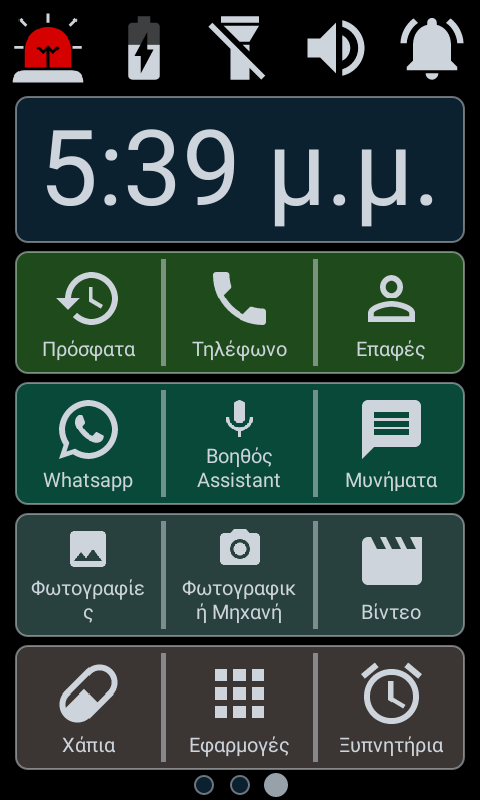 5:39 μ.μ.
Πρόσφατα
Τηλέφωνο
Επαφές
Whatsapp
Βοηθός
Assistant
Μυνήματα
Φωτογραφίε
ς
Φωτογραφικ
ή Μηχανή
Βίντεο
Χάπια
Εφαρμογές
Ξυπνητήρια